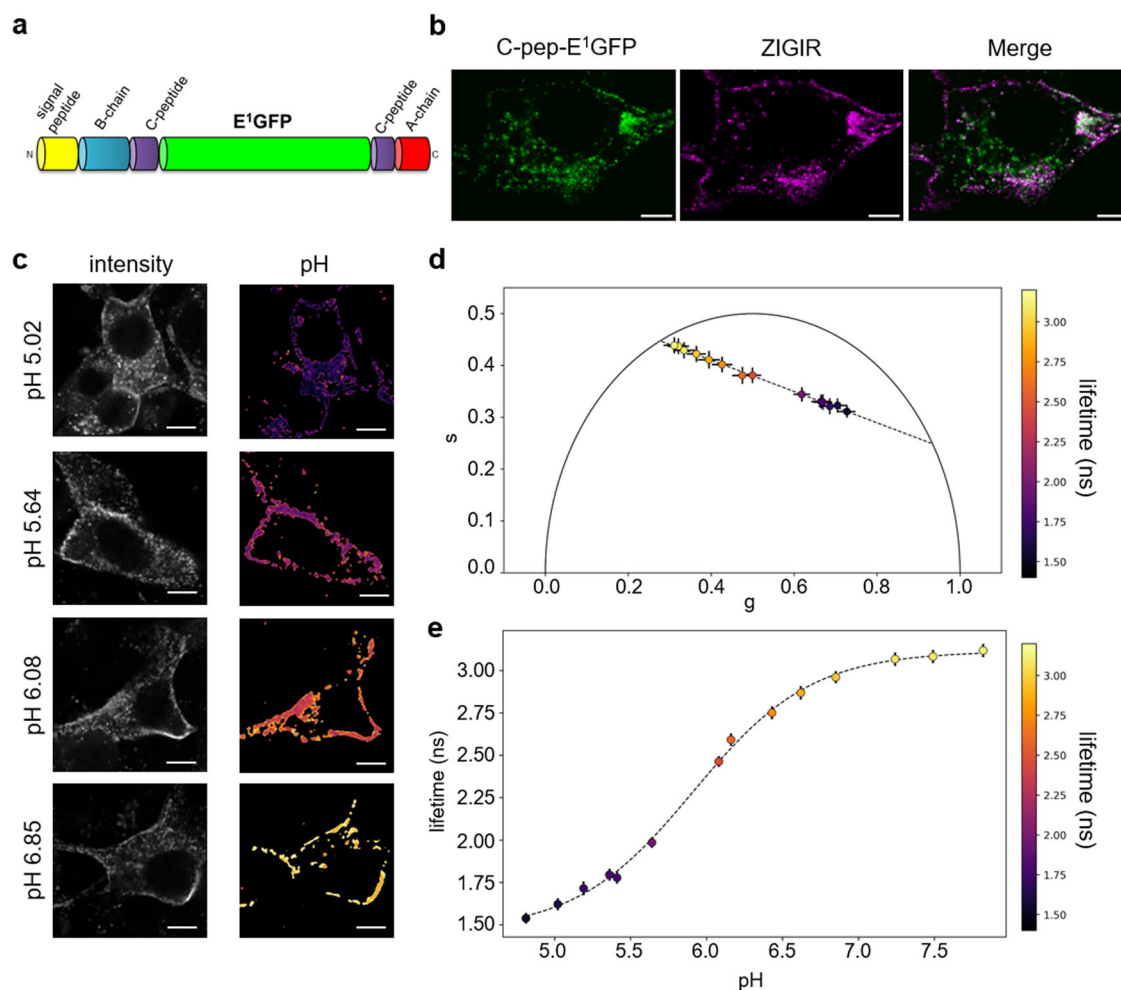 a
signal
peptide
B-chain
C-peptide
E¹GFP
C-peptide
A-chain
N
C
b
C-pep-E¹GFP
ZIGIR
Merge
c
intensity
pH
pH 5.02
pH 5.64
pH 6.08
pH 6.85
d
0.5
0.4
0.3
0.2
0.1
0.0
s
0.0
0.2
0.4
0.6
0.8
1.0
g
3.00
2.75
2.50
2.25
2.00
1.75
1.50
lifetime (ns)
e
3.00
2.75
2.50
2.25
2.00
1.75
1.50
lifetime (ns)
5.0
5.5
6.0
6.5
7.0
7.5
pH
3.00
2.75
2.50
2.25
2.00
1.75
1.50
lifetime (ns)